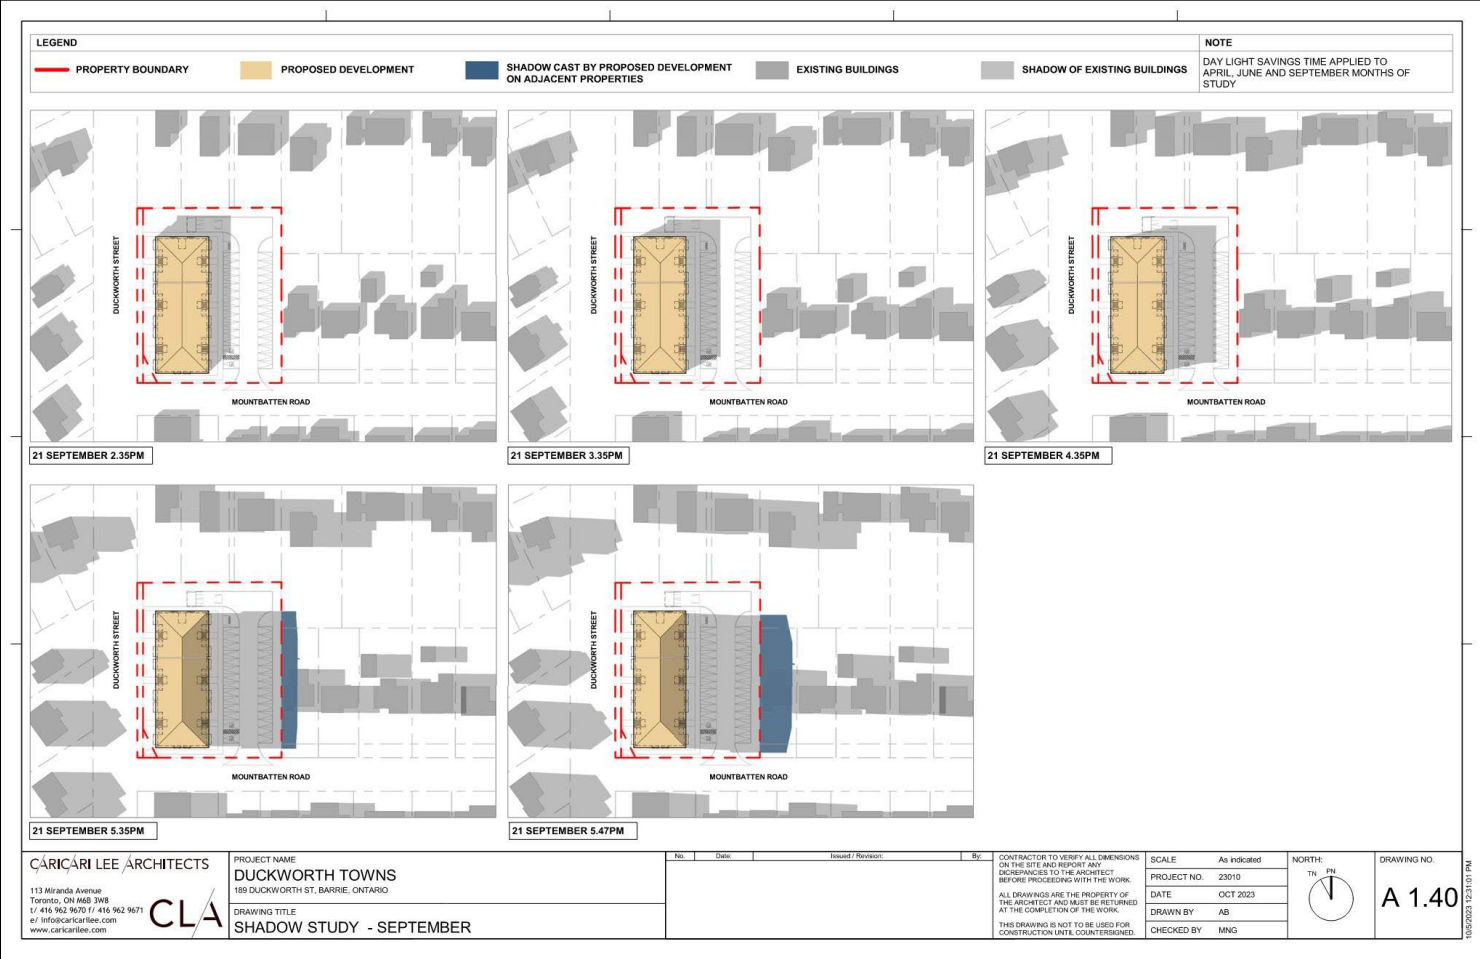 LEGEND
PROPERTY BOUNDARY
PROPOSED DEVELOPMENT
SHADOW CAST BY PROPOSED DEVELOPMENT
ON ADJACENT PROPERTIES
EXISTING BUILDINGS
SHADOW OF EXISTING BUILDINGS
NOTE
DAY LIGHT SAVINGS TIME APPLIED TO
APRIL, JUNE AND SEPTEMBER MONTHS OF
STUDY
DUCKWORTH STREET
MOUNTBATTEN ROAD
21 SEPTEMBER 2.35PM
DUCKWORTH STREET
MOUNTBATTEN ROAD
21 SEPTEMBER 3.35PM
DUCKWORTH STREET
MOUNTBATTEN ROAD
21 SEPTEMBER 4.35PM
DUCKWORTH STREET
MOUNTBATTEN ROAD
21 SEPTEMBER 5.35PM
DUCKWORTH STREET
MOUNTBATTEN ROAD
21 SEPTEMBER 5.47PM
CARICARI LEE ARCHITECTS
113 Miranda Avenue
Toronto, ON M6B 3W8
t/ 416 962 9670 f/ 416 962 9671
e/ info@caricarilee.com
www.caricarilee.com
CLA
PROJECT NAME
DUCKWORTH TOWNS
189 DUCKWORTH ST, BARRIE, ONTARIO
DRAWING TITLE
SHADOW STUDY - SEPTEMBER
No. Date: Issued / Revision: By:
CONTRACTOR TO VERIFY ALL DIMENSIONS
ON THE SITE AND REPORT ANY
DICREPANCIES TO THE ARCHITECT
BEFORE PROCEEDING WITH THE WORK.
ALL DRAWINGS ARE THE PROPERTY OF
THE ARCHITECT AND MUST BE RETURNED
AT THE COMPLETION OF THE WORK.
THIS DRAWING IS NOT TO BE USED FOR
CONSTRUCTION UNTIL COUNTERSIGNED.
SCALE As indicated
PROJECT NO. 23010
DATE OCT 2023
DRAWN BY AB
CHECKED BY MNG
NORTH:
TN PN
DRAWING NO.
A 1.40
10/5/2023 12:31:01 PM